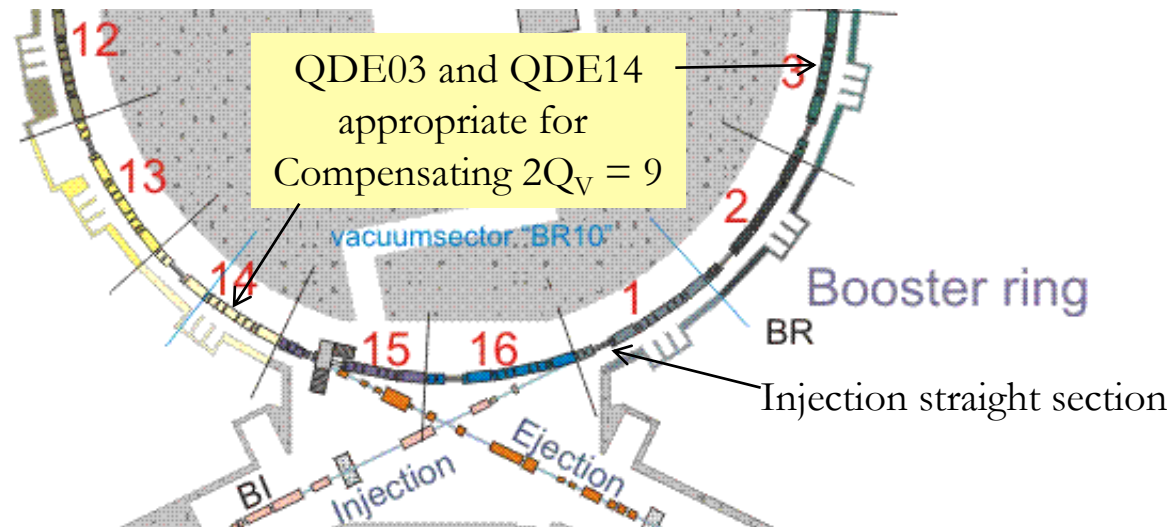 12
QDE03 and QDE14
appropriate for
Compensating 2Q_V = 9
3
13
2
vacuumsector "BR10"
14
1
Booster ring
BR
15
16
Injection straight section
Ejection
Injection
BI